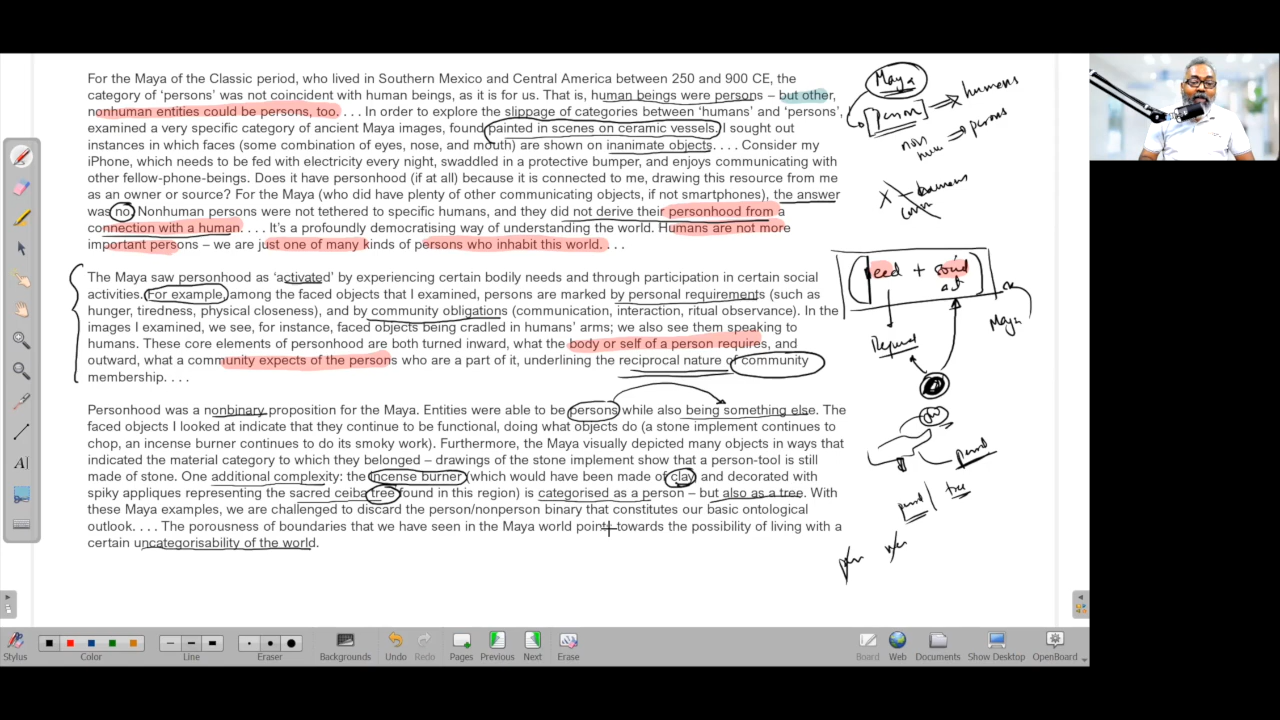 For the Maya of the Classic period, who lived in Southern Mexico and Central America between 250 and 900 CE, the
category of ‘persons’ was not coincident with human beings, as it is for us. That is, human beings were persons – but other,
nonhuman entities could be persons, too. . . . In order to explore the slippage of categories between ‘humans’ and ‘persons’, I
examined a very specific category of ancient Maya images, found painted in scenes on ceramic vessels. I sought out
instances in which faces (some combination of eyes, nose, and mouth) are shown on inanimate objects. . . . Consider my
iPhone, which needs to be fed with electricity every night, swaddled in a protective bumper, and enjoys communicating with
other fellow-phone-beings. Does it have personhood (if at all) because it is connected to me, drawing this resource from me
as an owner or source? For the Maya (who did have plenty of other communicating objects, if not smartphones), the answer
was no. Nonhuman persons were not tethered to specific humans, and they did not derive their personhood from a
connection with a human. . . . It’s a profoundly democratising way of understanding the world. Humans are not more
important persons – we are just one of many kinds of persons who inhabit this world. . . .
The Maya saw personhood as ‘activated’ by experiencing certain bodily needs and through participation in certain social
activities. For example, among the faced objects that I examined, persons are marked by personal requirements (such as
hunger, tiredness, physical closeness), and by community obligations (communication, interaction, ritual observance). In the
images I examined, we see, for instance, faced objects being cradled in humans’ arms; we also see them speaking to
humans. These core elements of personhood are both turned inward, what the body or self of a person requires, and
outward, what a community expects of the persons who are a part of it, underlining the reciprocal nature of community
membership. . . .
Personhood was a nonbinary proposition for the Maya. Entities were able to be persons while also being something else. The
faced objects I looked at indicate that they continue to be functional, doing what objects do (a stone implement continues to
chop, an incense burner continues to do its smoky work). Furthermore, the Maya visually depicted many objects in ways that
indicated the material category to which they belonged – drawings of the stone implement show that a person-tool is still
made of stone. One additional complexity: the incense burner (which would have been made of clay and decorated with
spiky appliques representing the sacred ceiba tree found in this region) is categorised as a person – but also as a tree. With
these Maya examples, we are challenged to discard the person/nonperson binary that constitutes our basic ontological
outlook. . . . The porousness of boundaries that we have seen in the Maya world points towards the possibility of living with a
certain uncategorisability of the world.
Maya
humans
[Person]
non
persons
need +
Maya
tree
Stylus
Color
Line
Eraser
Backgrounds
Undo
Redo
Pages
Previous
Next
Erase
Board
Web
Documents
Show Desktop
OpenBoard